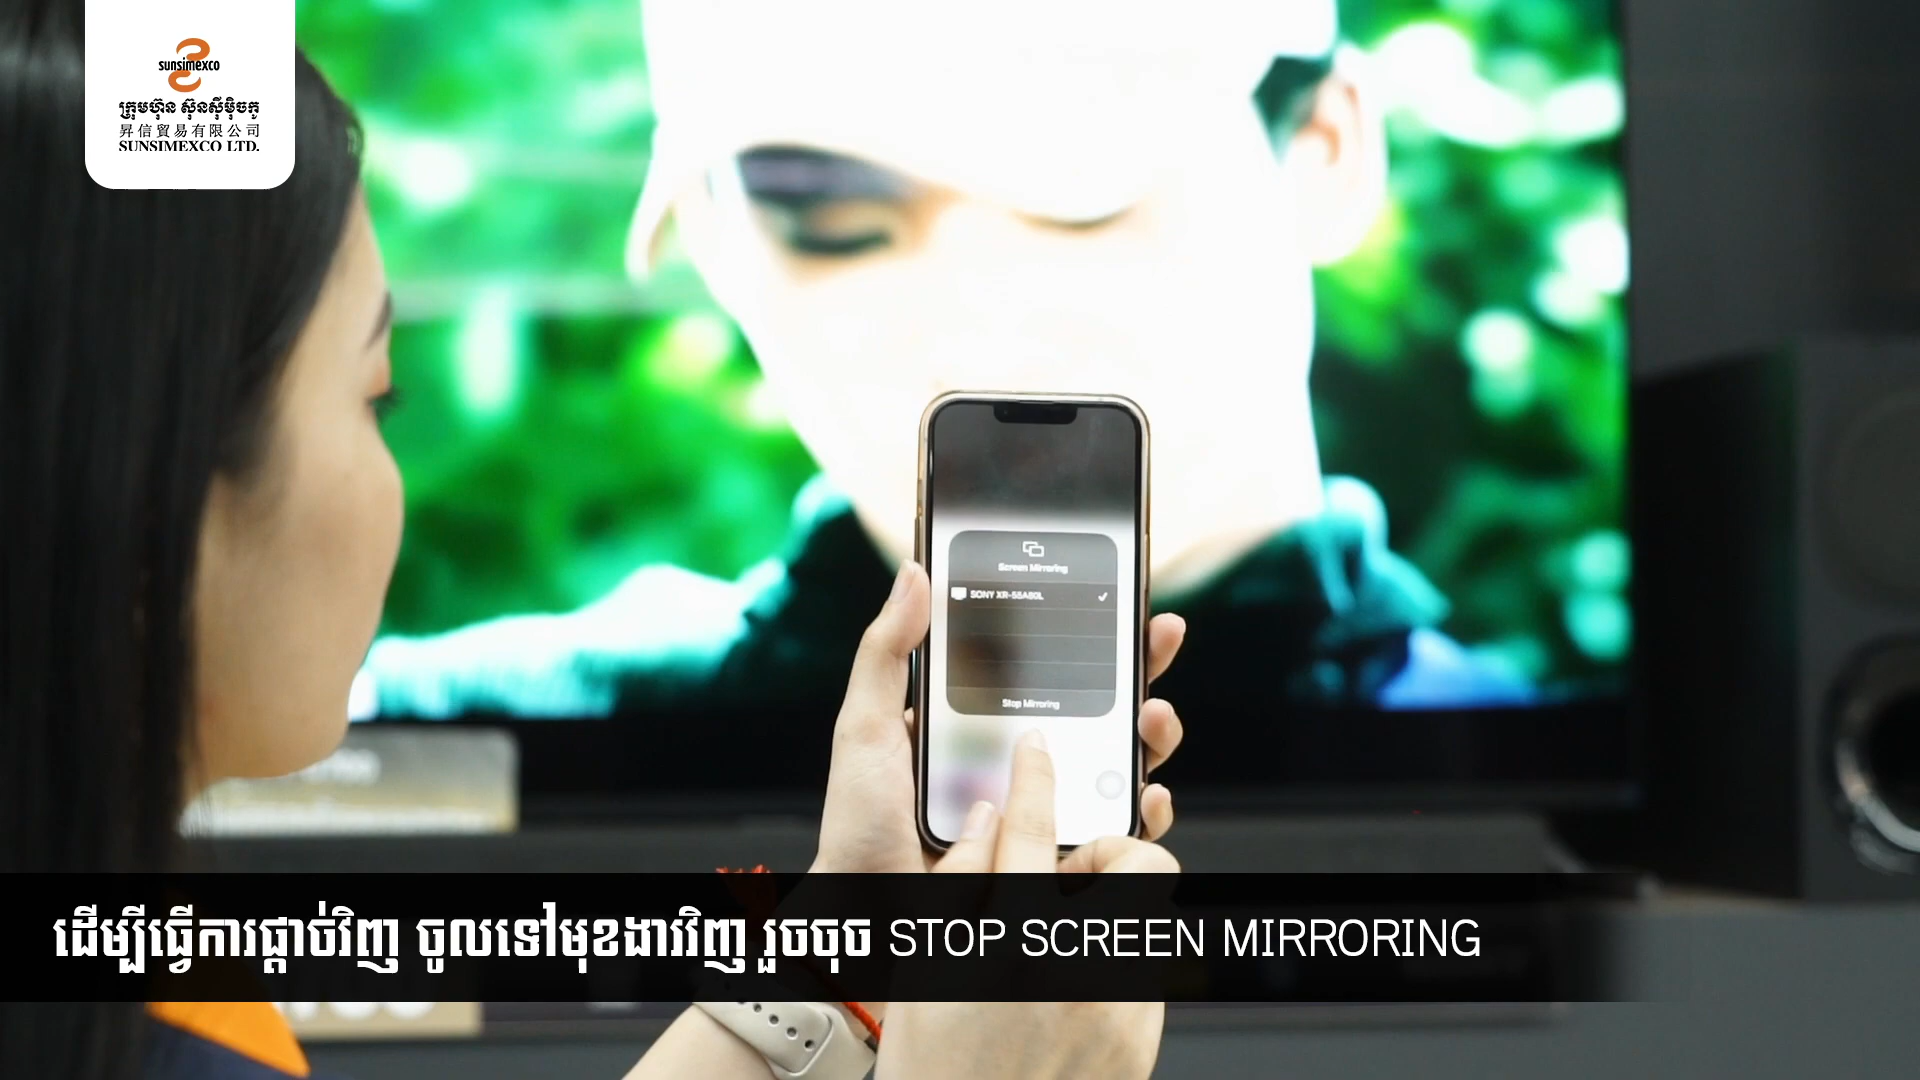 sunsimexco
ក្រុមហ៊ុន ស៊ុនស៊ីម៉ិចកូ
昇信貿易有限公司
SUNSIMEXCO LTD.
Screen Mirroring
SONY XR-55A80L
Stop Mirroring
ដើម្បីធ្វើការផ្តាច់វិញ ចូលទៅមុខងារវិញ រួចចុច STOP SCREEN MIRRORING